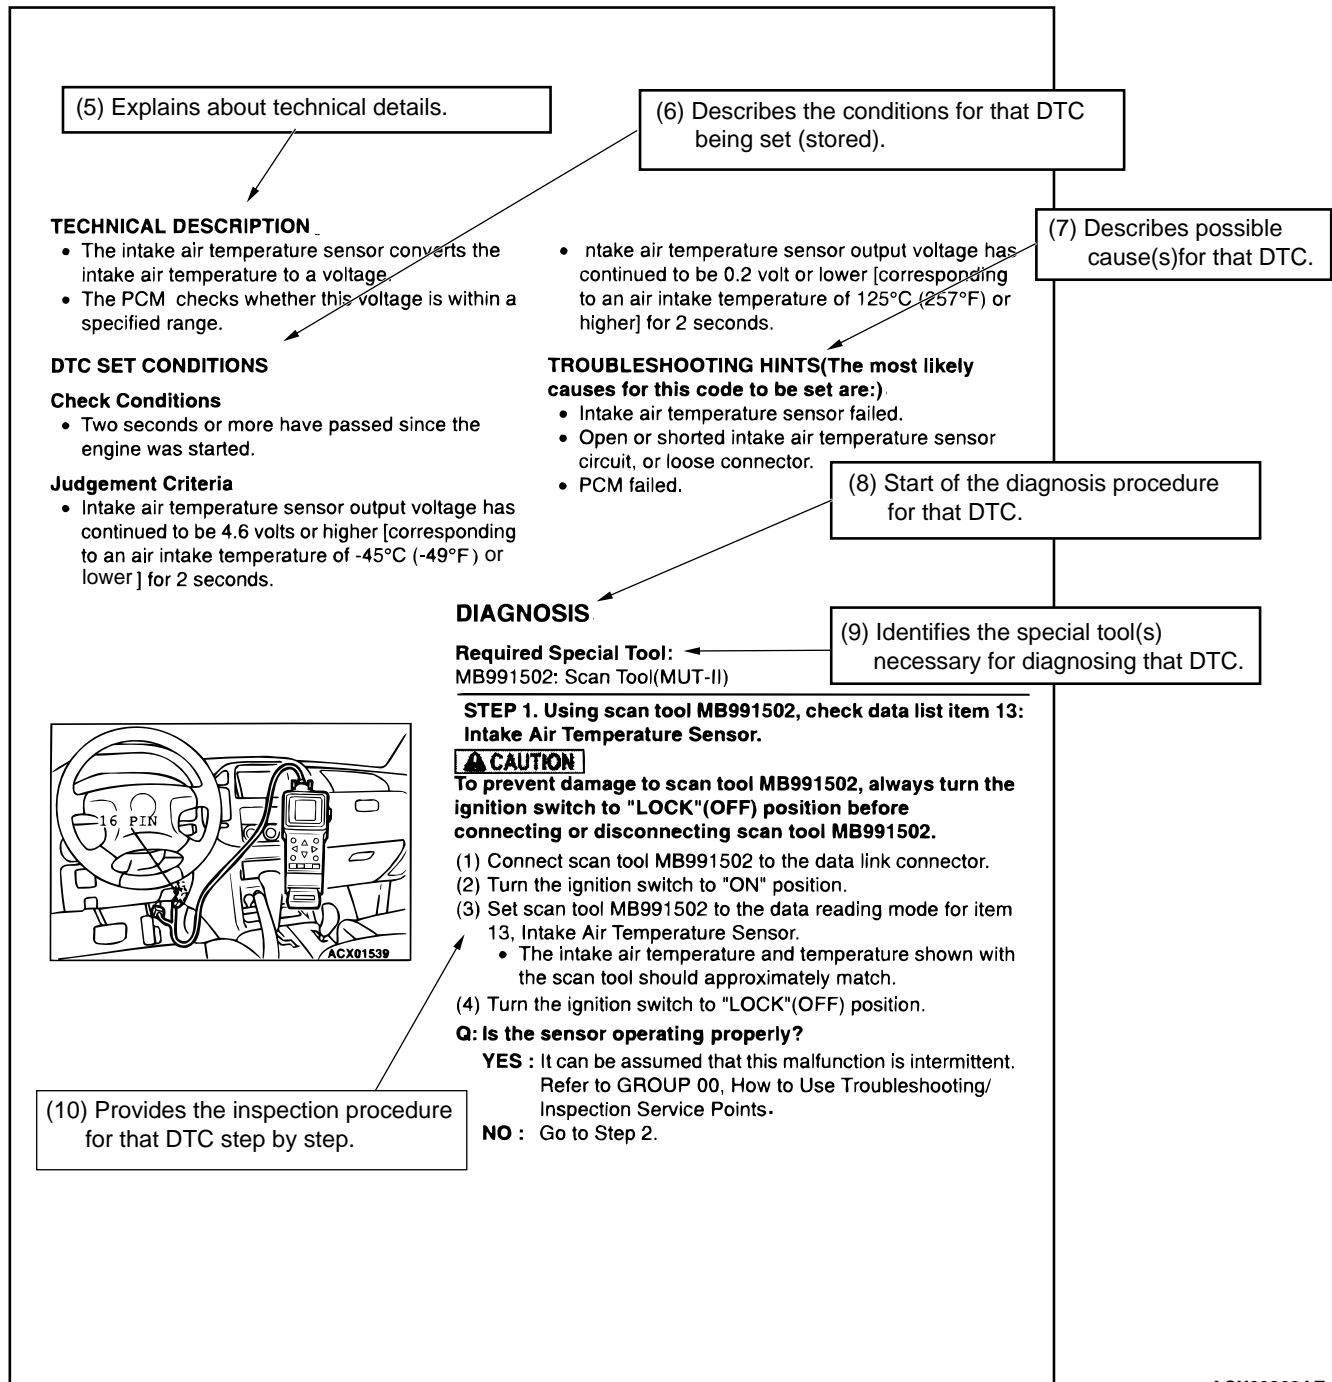 (5) Explains about technical details.
(6) Describes the conditions for that DTC
being set (stored).
(7) Describes possible
cause(s)for that DTC.
TECHNICAL DESCRIPTION
• The intake air temperature sensor converts the
intake air temperature to a voltage.
• The PCM checks whether this voltage is within a
specified range.
DTC SET CONDITIONS
Check Conditions
• Two seconds or more have passed since the
engine was started.
Judgement Criteria
• Intake air temperature sensor output voltage has
continued to be 4.6 volts or higher [corresponding
to an air intake temperature of -45°C (-49°F) or
lower] for 2 seconds.
• ntake air temperature sensor output voltage has
continued to be 0.2 volt or lower [corresponding
to an air intake temperature of 125°C (257°F) or
higher] for 2 seconds.
TROUBLESHOOTING HINTS(The most likely
causes for this code to be set are:)
• Intake air temperature sensor failed.
• Open or shorted intake air temperature sensor
circuit, or loose connector.
• PCM failed.
(8) Start of the diagnosis procedure
for that DTC.
DIAGNOSIS
(9) Identifies the special tool(s)
necessary for diagnosing that DTC.
Required Special Tool:
MB991502: Scan Tool(MUT-II)
STEP 1. Using scan tool MB991502, check data list item 13:
Intake Air Temperature Sensor.
CAUTION
To prevent damage to scan tool MB991502, always turn the
ignition switch to "LOCK"(OFF) position before
connecting or disconnecting scan tool MB991502.
(1) Connect scan tool MB991502 to the data link connector.
(2) Turn the ignition switch to "ON" position.
(3) Set scan tool MB991502 to the data reading mode for item
13, Intake Air Temperature Sensor.
• The intake air temperature and temperature shown with
the scan tool should approximately match.
(4) Turn the ignition switch to "LOCK"(OFF) position.
Q: Is the sensor operating properly?
YES : It can be assumed that this malfunction is intermittent.
Refer to GROUP 00, How to Use Troubleshooting/
Inspection Service Points.
NO : Go to Step 2.
16 PIN
ACX01539
(10) Provides the inspection procedure
for that DTC step by step.